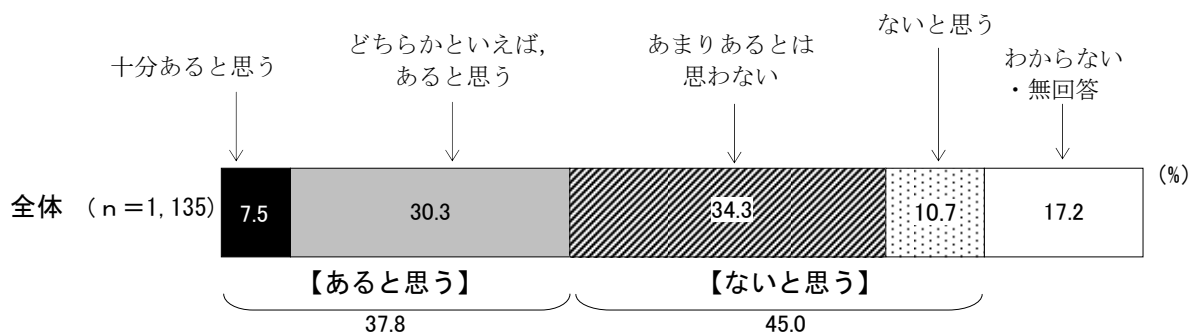 十分あると思う
どちらかといえば,
あると思う
あまりあるとは
思わない
ないと思う
わからない
・無回答
(%)
全体 （ｎ＝1,135）
7.5
30.3
34.3
10.7
17.2
【あると思う】
【ないと思う】
37.8
45.0